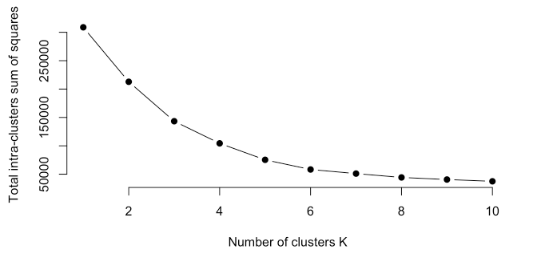 Total intra-clusters sum of squares
250000
150000
50000
2 4 6 8 10
Number of clusters K